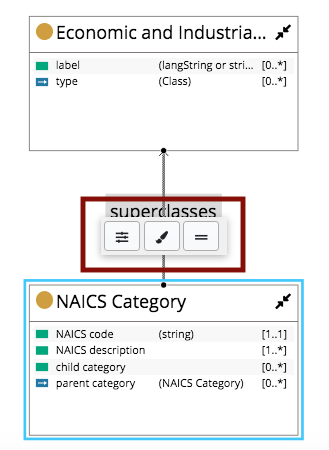 Economic and Industria...
label (langString or stri... [0..*]
type (Class) [0..*]
superclasses
NAICS Category
NAICS code (string) [1..1]
NAICS description [1..*]
child category [0..*]
parent category (NAICS Category) [0..*]